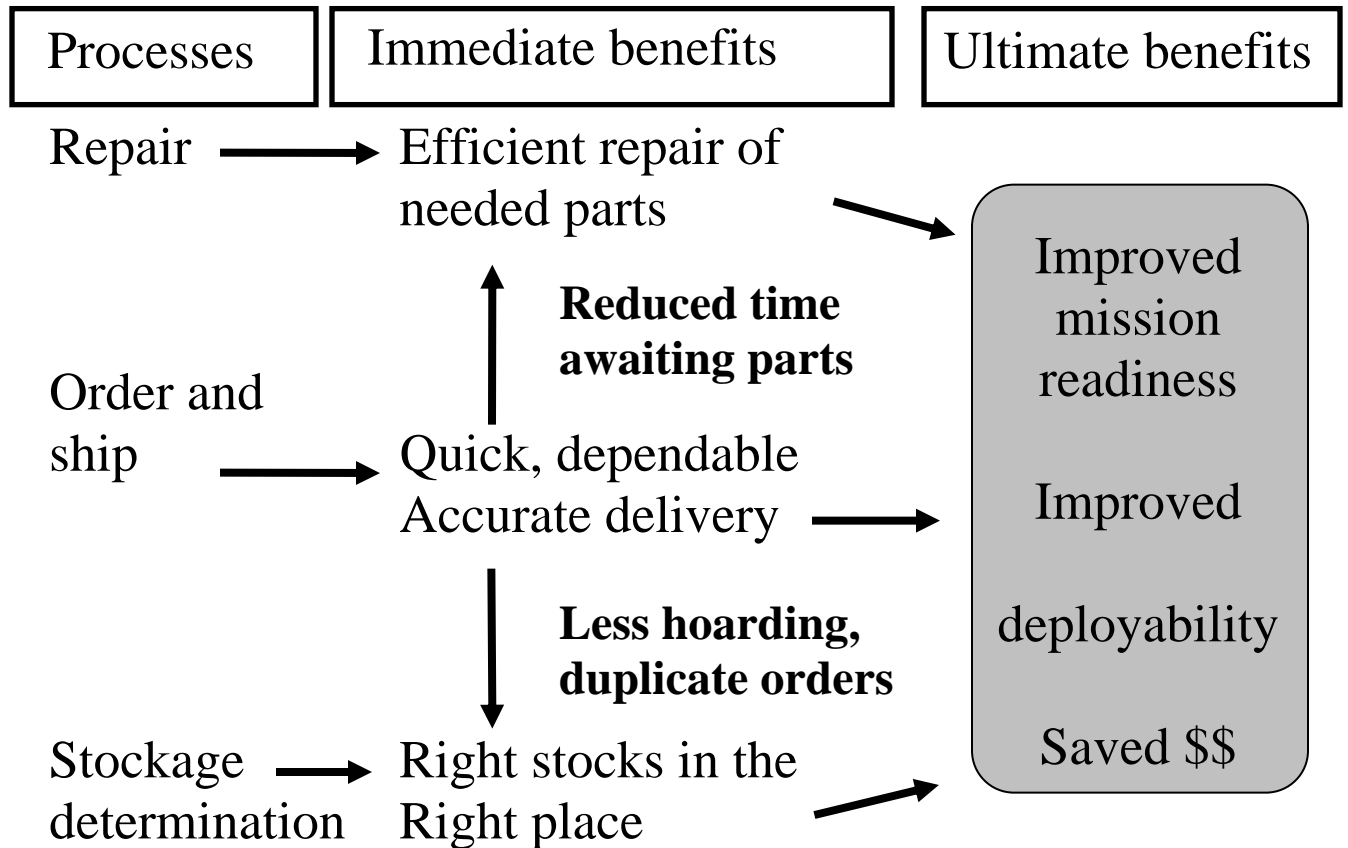 Processes
Immediate benefits
Ultimate benefits
Repair
Efficient repair of
needed parts
Reduced time
awaiting parts
Order and
ship
Quick, dependable
Accurate delivery
Less hoarding,
duplicate orders
Stockage
determination
Right stocks in the
Right place
Improved
mission
readiness
Improved
deployability
Saved $$